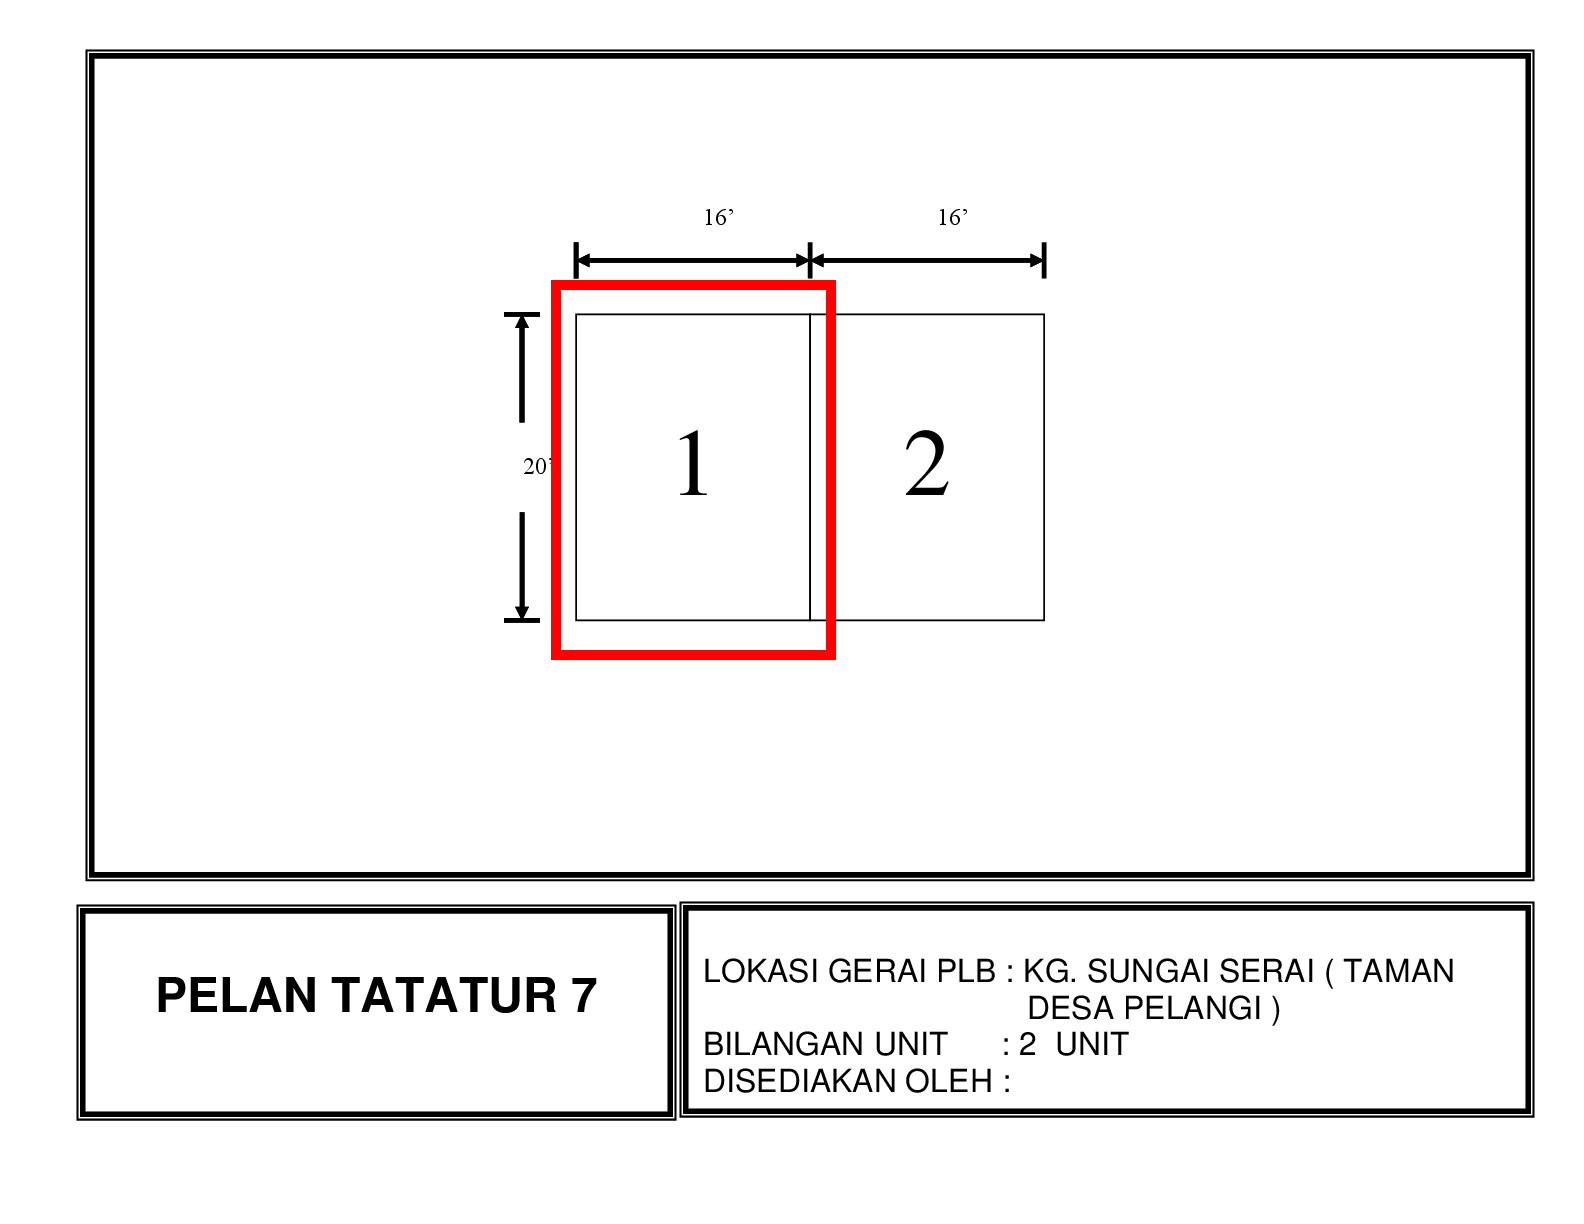 16’ 16’
20’
1 2
PELAN TATATUR 7
LOKASI GERAI PLB : KG. SUNGAI SERAI ( TAMAN
DESA PELANGI )
BILANGAN UNIT : 2 UNIT
DISEDIAKAN OLEH :